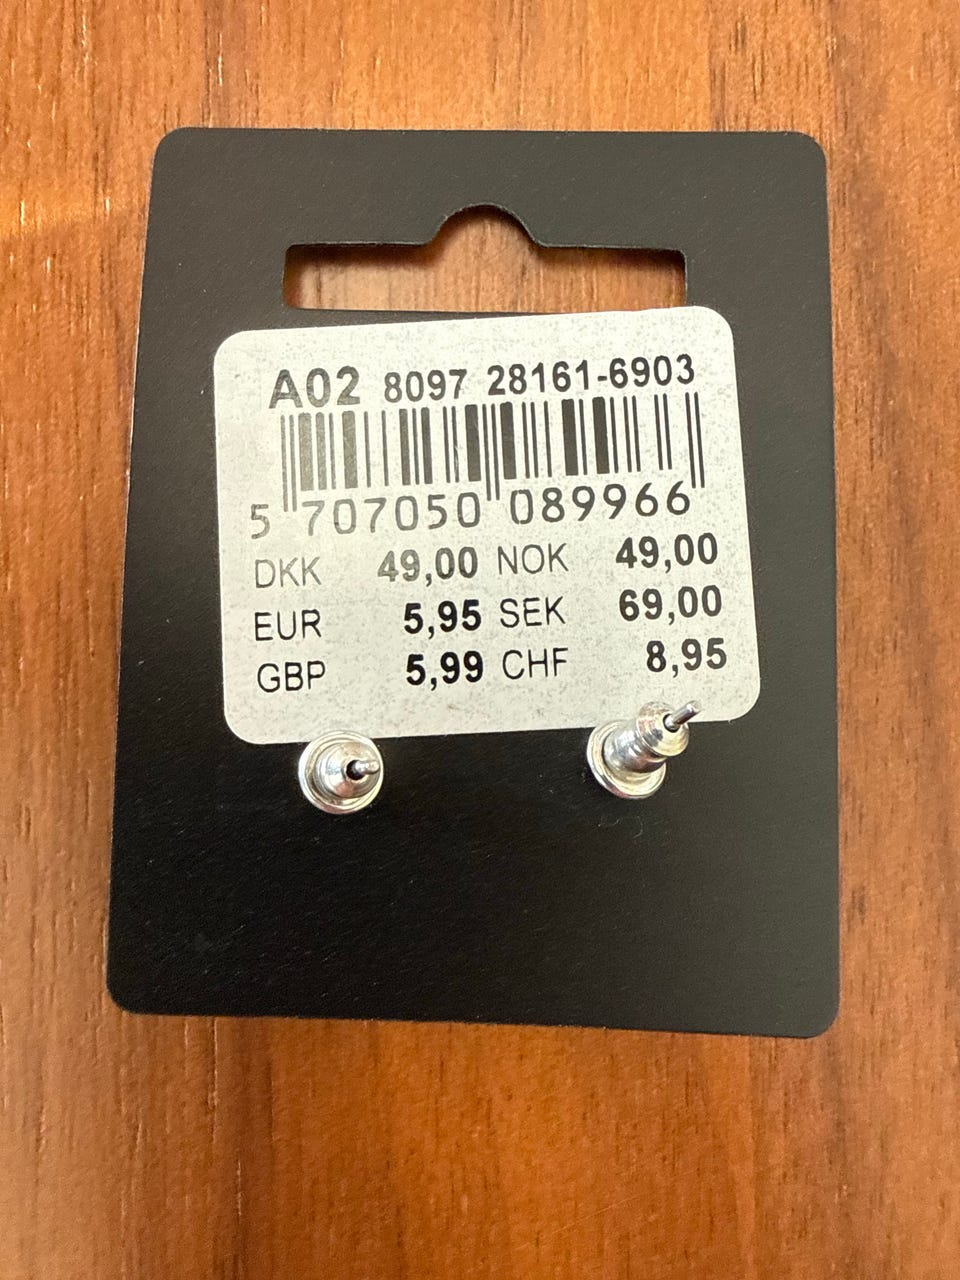 A02 8097 28161-6903
5 707050 089966
DKK 49,00 NOK 49,00
EUR 5,95 SEK 69,00
GBP 5,99 CHF 8,95